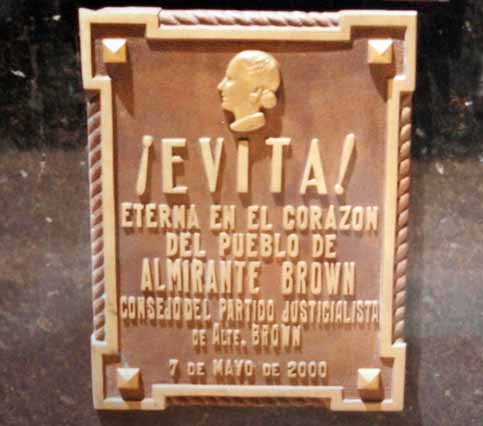 ¡EVITA!
ETERNA EN EL CORAZON
DEL PUEBLO DE
ALMIRANTE BROWN
CONSEJO DEL PARTIDO JUSTICIALISTA
DE ALTE. BROWN
7 DE MAYO DE 2000